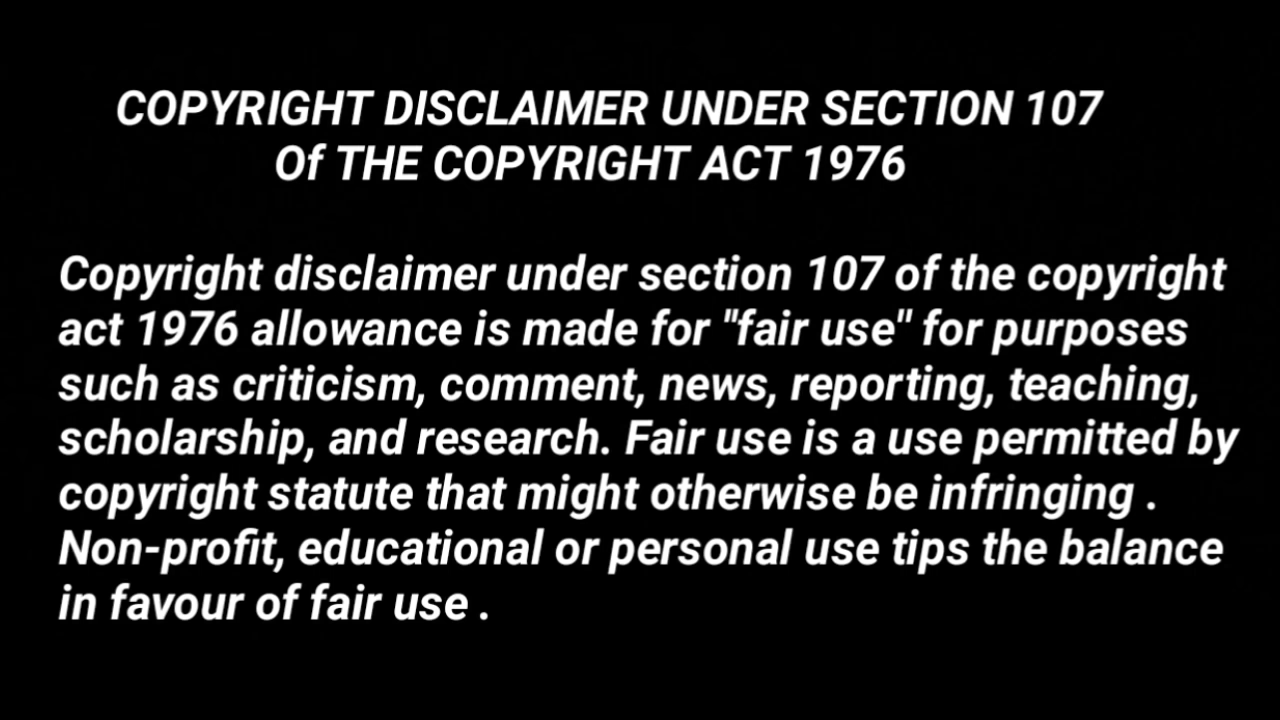 COPYRIGHT DISCLAIMER UNDER SECTION 107
Of THE COPYRIGHT ACT 1976
Copyright disclaimer under section 107 of the copyright
act 1976 allowance is made for "fair use" for purposes
such as criticism, comment, news, reporting, teaching,
scholarship, and research. Fair use is a use permitted by
copyright statute that might otherwise be infringing .
Non-profit, educational or personal use tips the balance
in favour of fair use .